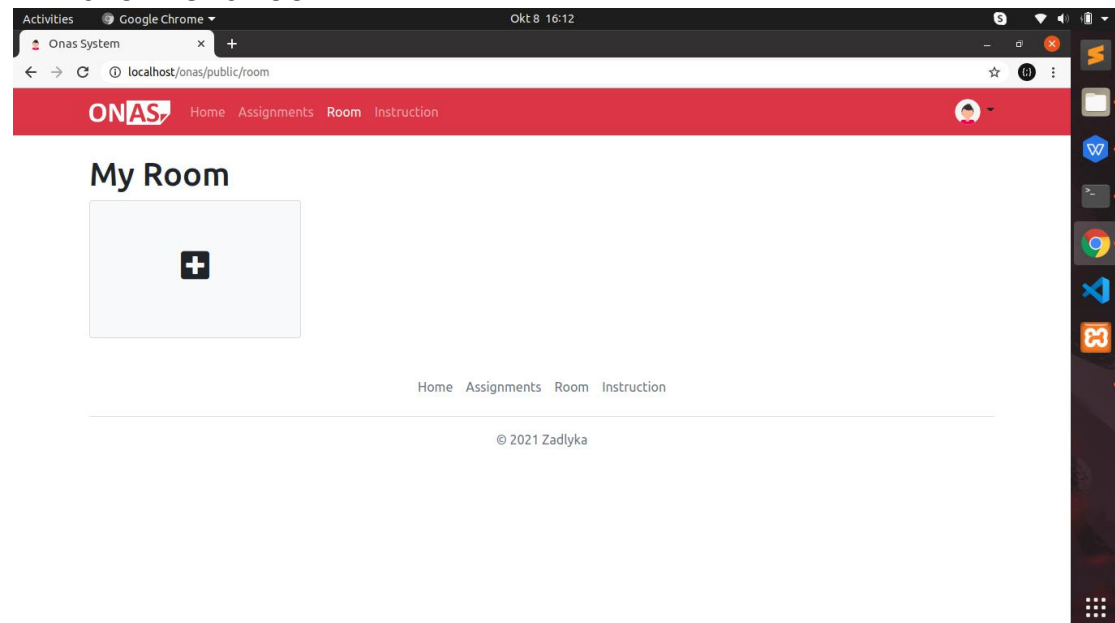 Activities Google Chrome Okt 8 16:12
Onas System
localhost/onas/public/room
ONAS Home Assignments Room Instruction
My Room
Home Assignments Room Instruction
© 2021 Zadlyka